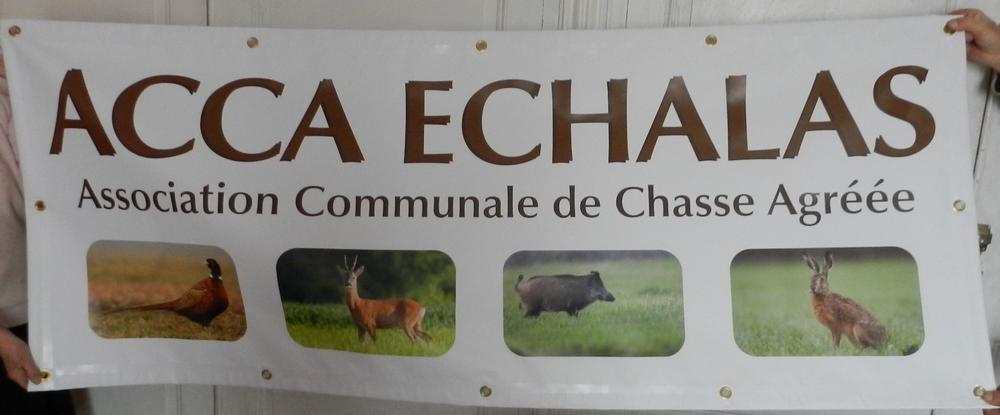 ACCA ECHALAS
Association Communale de Chasse Agréée